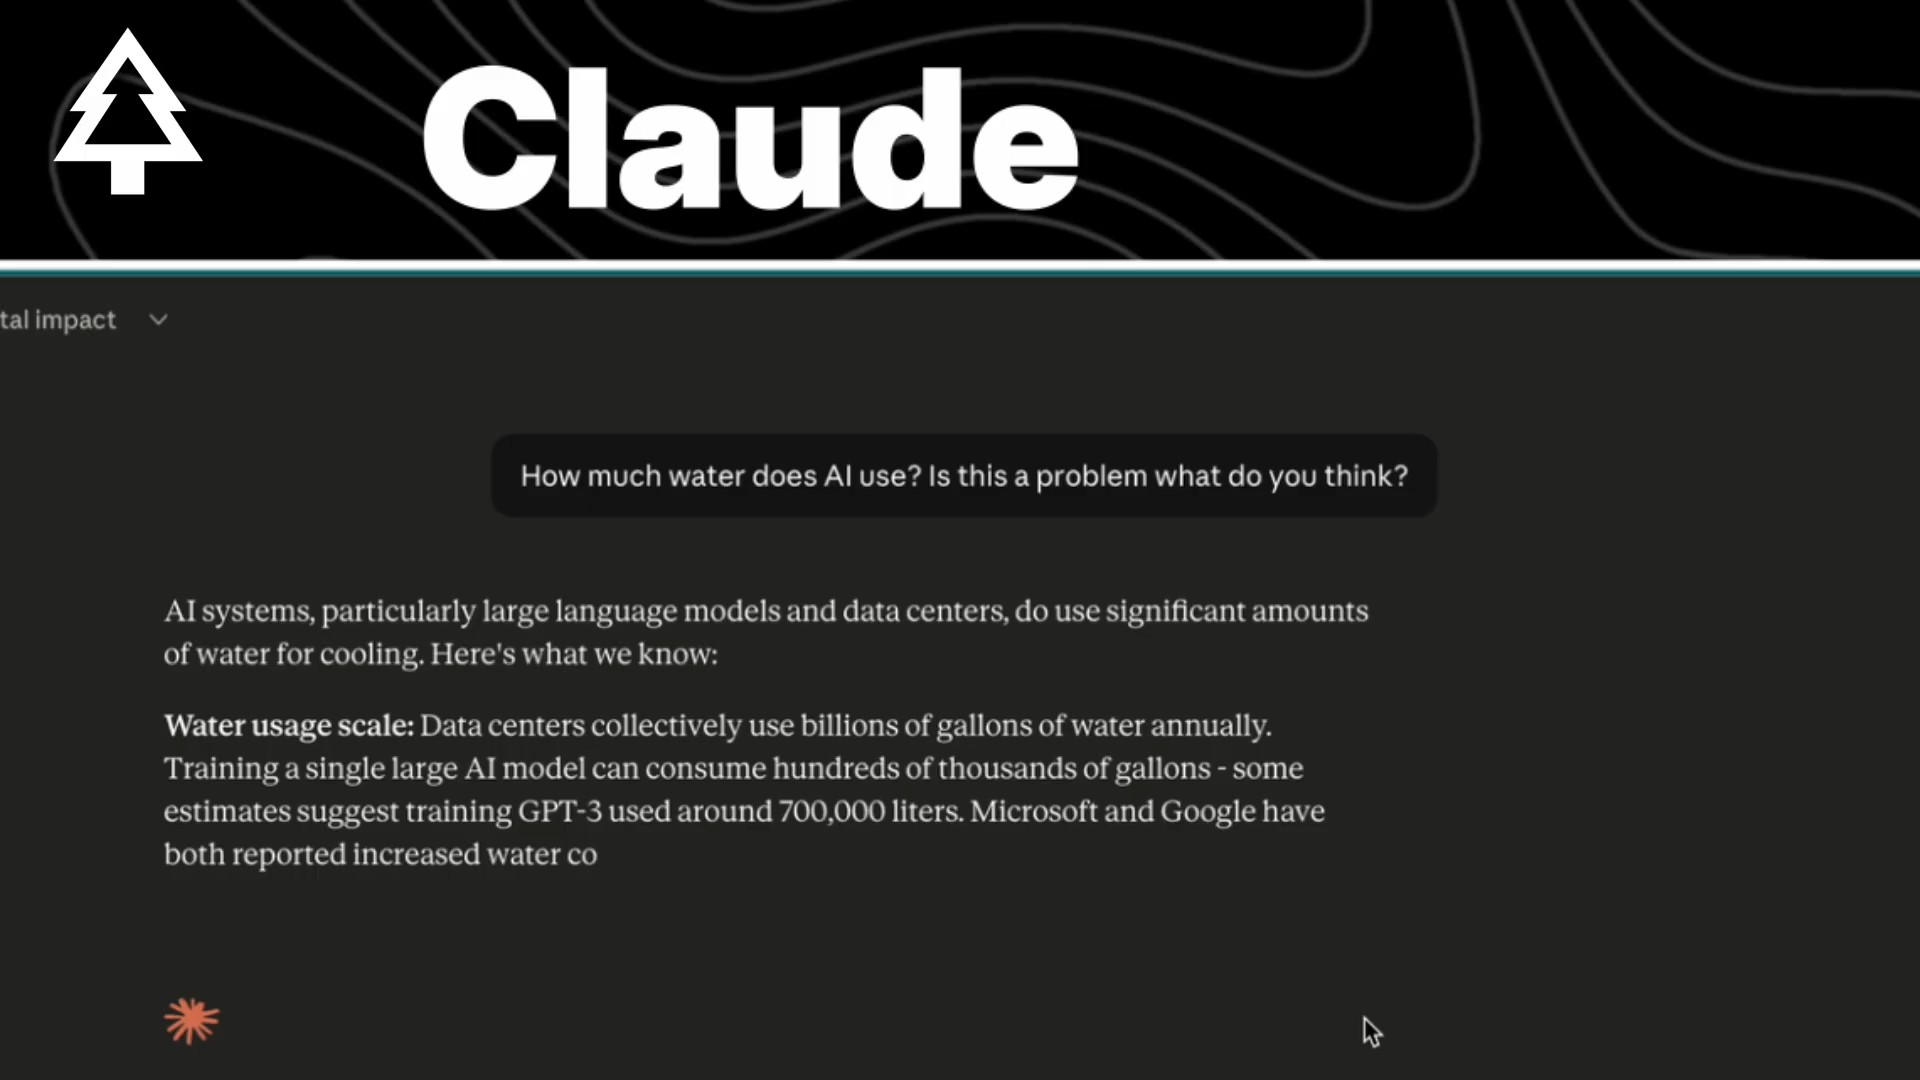 Claude
tal impact
How much water does AI use? Is this a problem what do you think?
AI systems, particularly large language models and data centers, do use significant amounts
of water for cooling. Here's what we know:
Water usage scale: Data centers collectively use billions of gallons of water annually.
Training a single large AI model can consume hundreds of thousands of gallons - some
estimates suggest training GPT-3 used around 700,000 liters. Microsoft and Google have
both reported increased water co